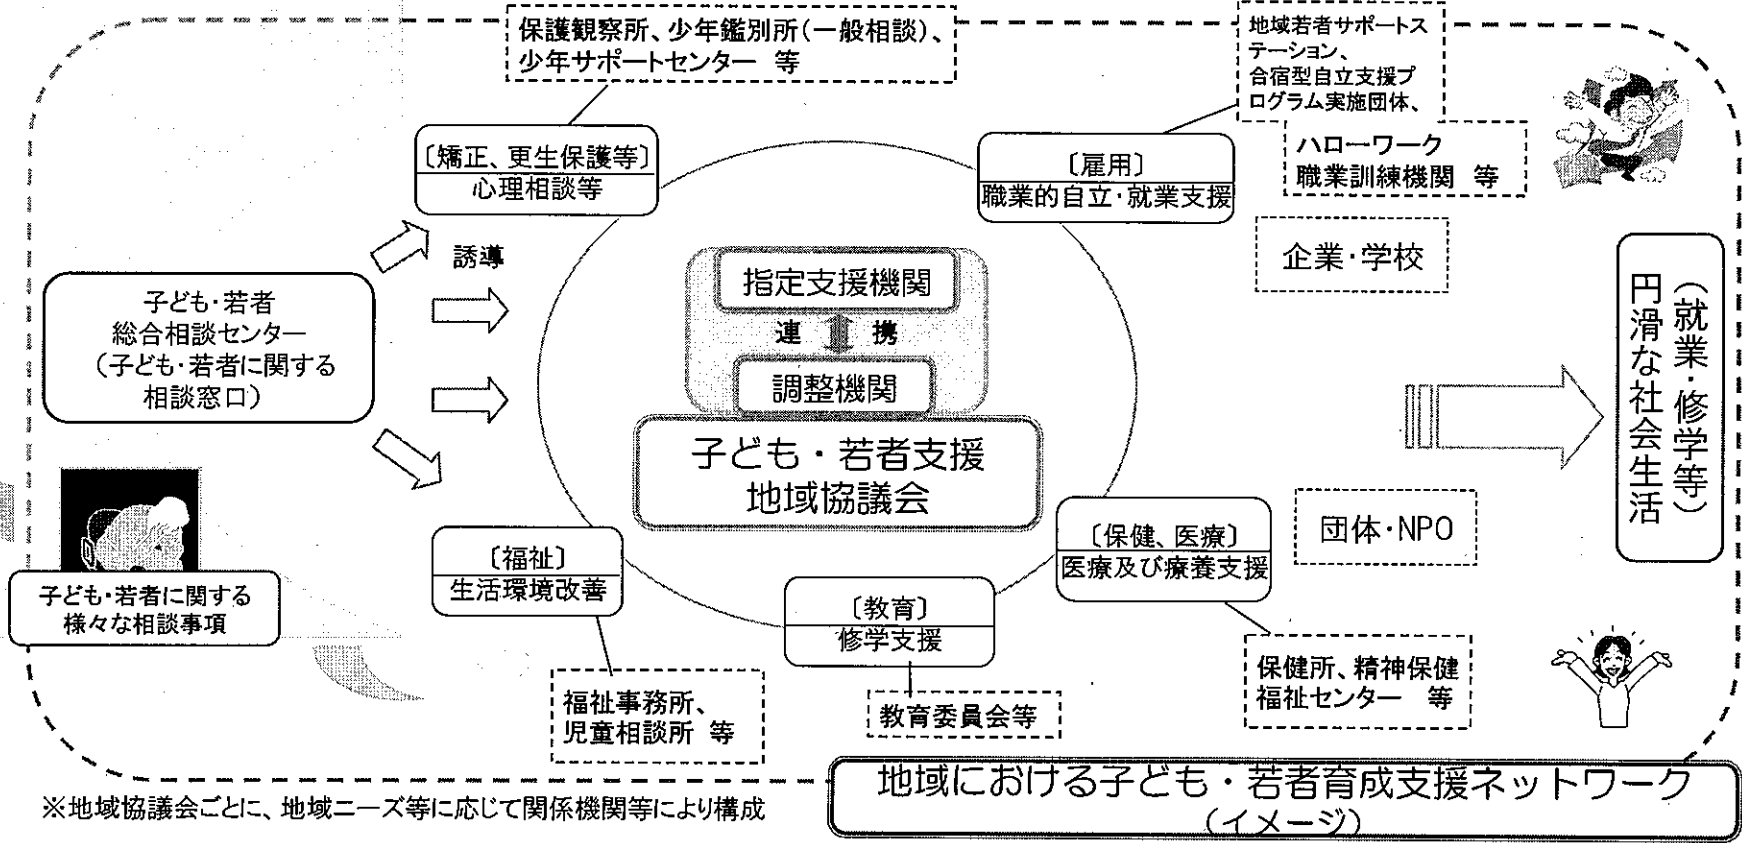 保護観察所、少年鑑別所(一般相談)、
少年サポートセンター 等
地域若者サポートス
テーション、
合宿型自立支援プ
ログラム実施団体、
ハローワーク
職業訓練機関 等
〔矯正、更生保護等〕
心理相談等
〔雇用〕
職業的自立・就業支援
誘導
企業・学校
子ども・若者
総合相談センター
(子ども・若者に関する
相談窓口)
指定支援機関
連 携
調整機関
子ども・若者支援
地域協議会
(就業・修学等)
円滑な社会生活
団体・NPO
〔保健、医療〕
医療及び療養支援
〔福祉〕
生活環境改善
〔教育〕
修学支援
子ども・若者に関する
様々な相談事項
福祉事務所、
児童相談所 等
教育委員会等
保健所、精神保健
福祉センター 等
地域における子ども・若者育成支援ネットワーク
(イメージ)
※地域協議会ごとに、地域ニーズ等に応じて関係機関等により構成